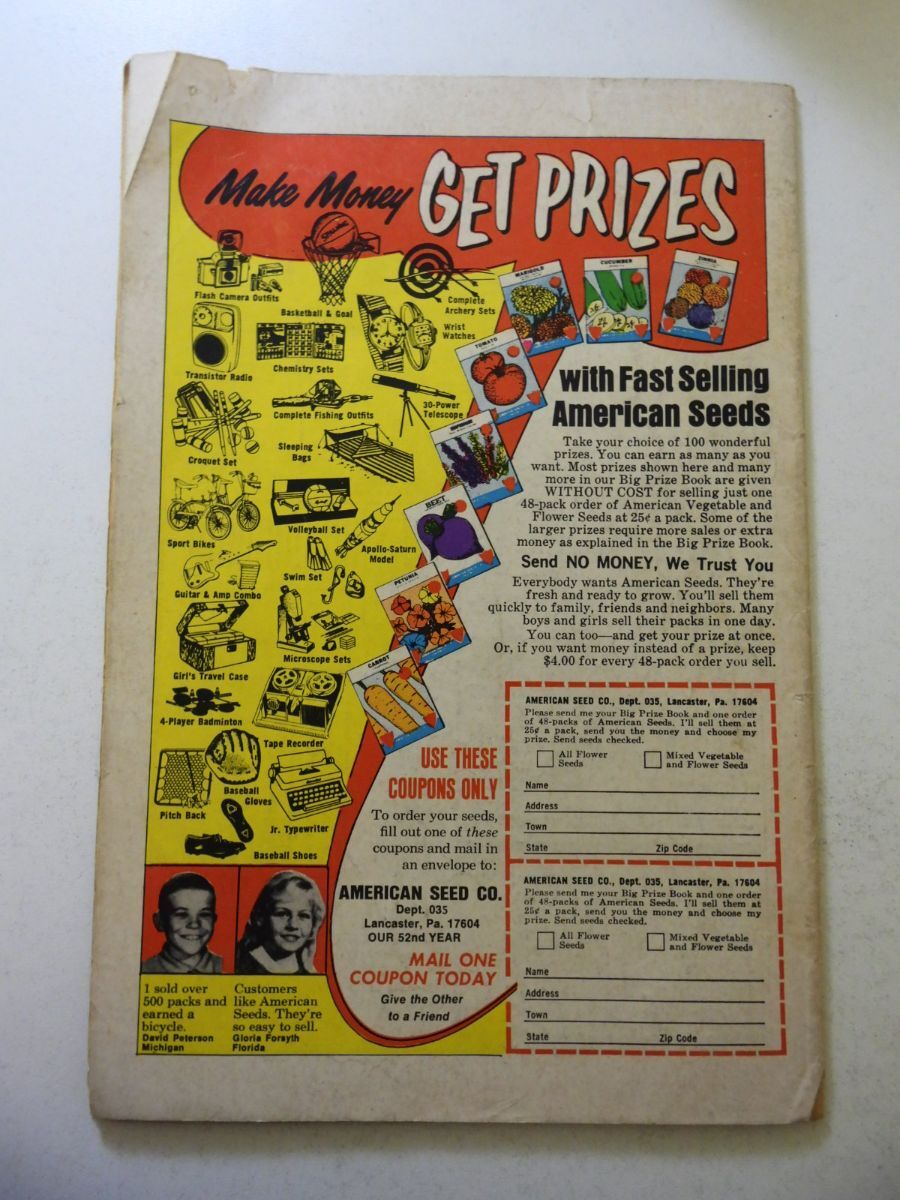 Make Money GET PRIZES
Flash Camera Outfits
Basketball & Goal
Complete
Archery Sets
Transistor Radio
Chemistry Sets
Wrist
Watches
Croquet Set
Complete Fishing Outfits
30-Power
Telescope
Sleeping
Bags
Sport Bikes
Volleyball Set
Apollo-Saturn
Model
Guitar & Amp Combo
Swim Set
Girl's Travel Case
Microscope Sets
4-Player Badminton
Tape Recorder
Pitch Back
Baseball
Gloves
Jr. Typewriter
Baseball Shoes
MARIGOLD
CUCUMBER
ZINNIA
TOMATO
BEET
PETUNIA
CARROT
with Fast Selling
American Seeds
Take your choice of 100 wonderful
prizes. You can earn as many as you
want. Most prizes shown here and many
more in our Big Prize Book are given
WITHOUT COST for selling just one
48-pack order of American Vegetable and
Flower Seeds at 25¢ a pack. Some of the
larger prizes require more sales or extra
money as explained in the Big Prize Book.
Send NO MONEY, We Trust You
Everybody wants American Seeds. They're
fresh and ready to grow. You'll sell them
quickly to family, friends and neighbors. Many
boys and girls sell their packs in one day.
You can too—and get your prize at once.
Or, if you want money instead of a prize, keep
$4.00 for every 48-pack order you sell.
USE THESE
COUPONS ONLY
To order your seeds,
fill out one of these
coupons and mail in
an envelope to:
AMERICAN SEED CO.
Dept. 035
Lancaster, Pa. 17604
OUR 52nd YEAR
MAIL ONE
COUPON TODAY
Give the Other
to a Friend
AMERICAN SEED CO., Dept. 035, Lancaster, Pa. 17604
Please send me your Big Prize Book and one order
of 48-packs of American Seeds. I'll sell them at
25¢ a pack, send you the money and choose my
prize. Send seeds checked.
All Flower
Seeds
Mixed Vegetable
and Flower Seeds
Name
Address
Town
State Zip Code
AMERICAN SEED CO., Dept. 035, Lancaster, Pa. 17604
Please send me your Big Prize Book and one order
of 48-packs of American Seeds. I'll sell them at
25¢ a pack, send you the money and choose my
prize. Send seeds checked.
All Flower
Seeds
Mixed Vegetable
and Flower Seeds
Name
Address
Town
State Zip Code
I sold over
500 packs and
earned a
bicycle.
David Peterson
Michigan
Customers
like American
Seeds. They're
so easy to sell.
Gloria Forsyth
Florida